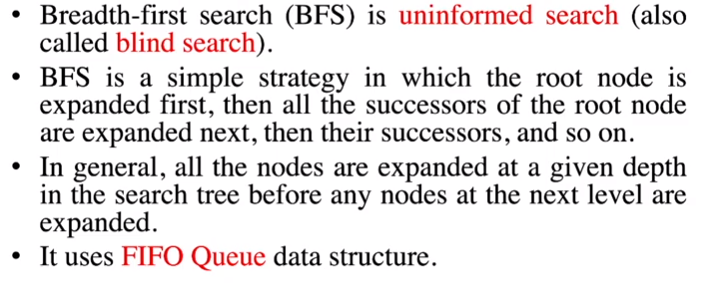 • Breadth-first search (BFS) is uninformed search (also
called blind search).
• BFS is a simple strategy in which the root node is
expanded first, then all the successors of the root node
are expanded next, then their successors, and so on.
• In general, all the nodes are expanded at a given depth
in the search tree before any nodes at the next level are
expanded.
• It uses FIFO Queue data structure.